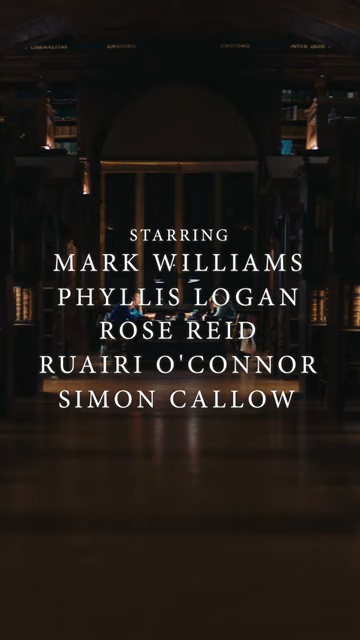 STARRING
MARK WILLIAMS
PHYLLIS LOGAN
ROSE REID
RUAIRI O'CONNOR
SIMON CALLOW